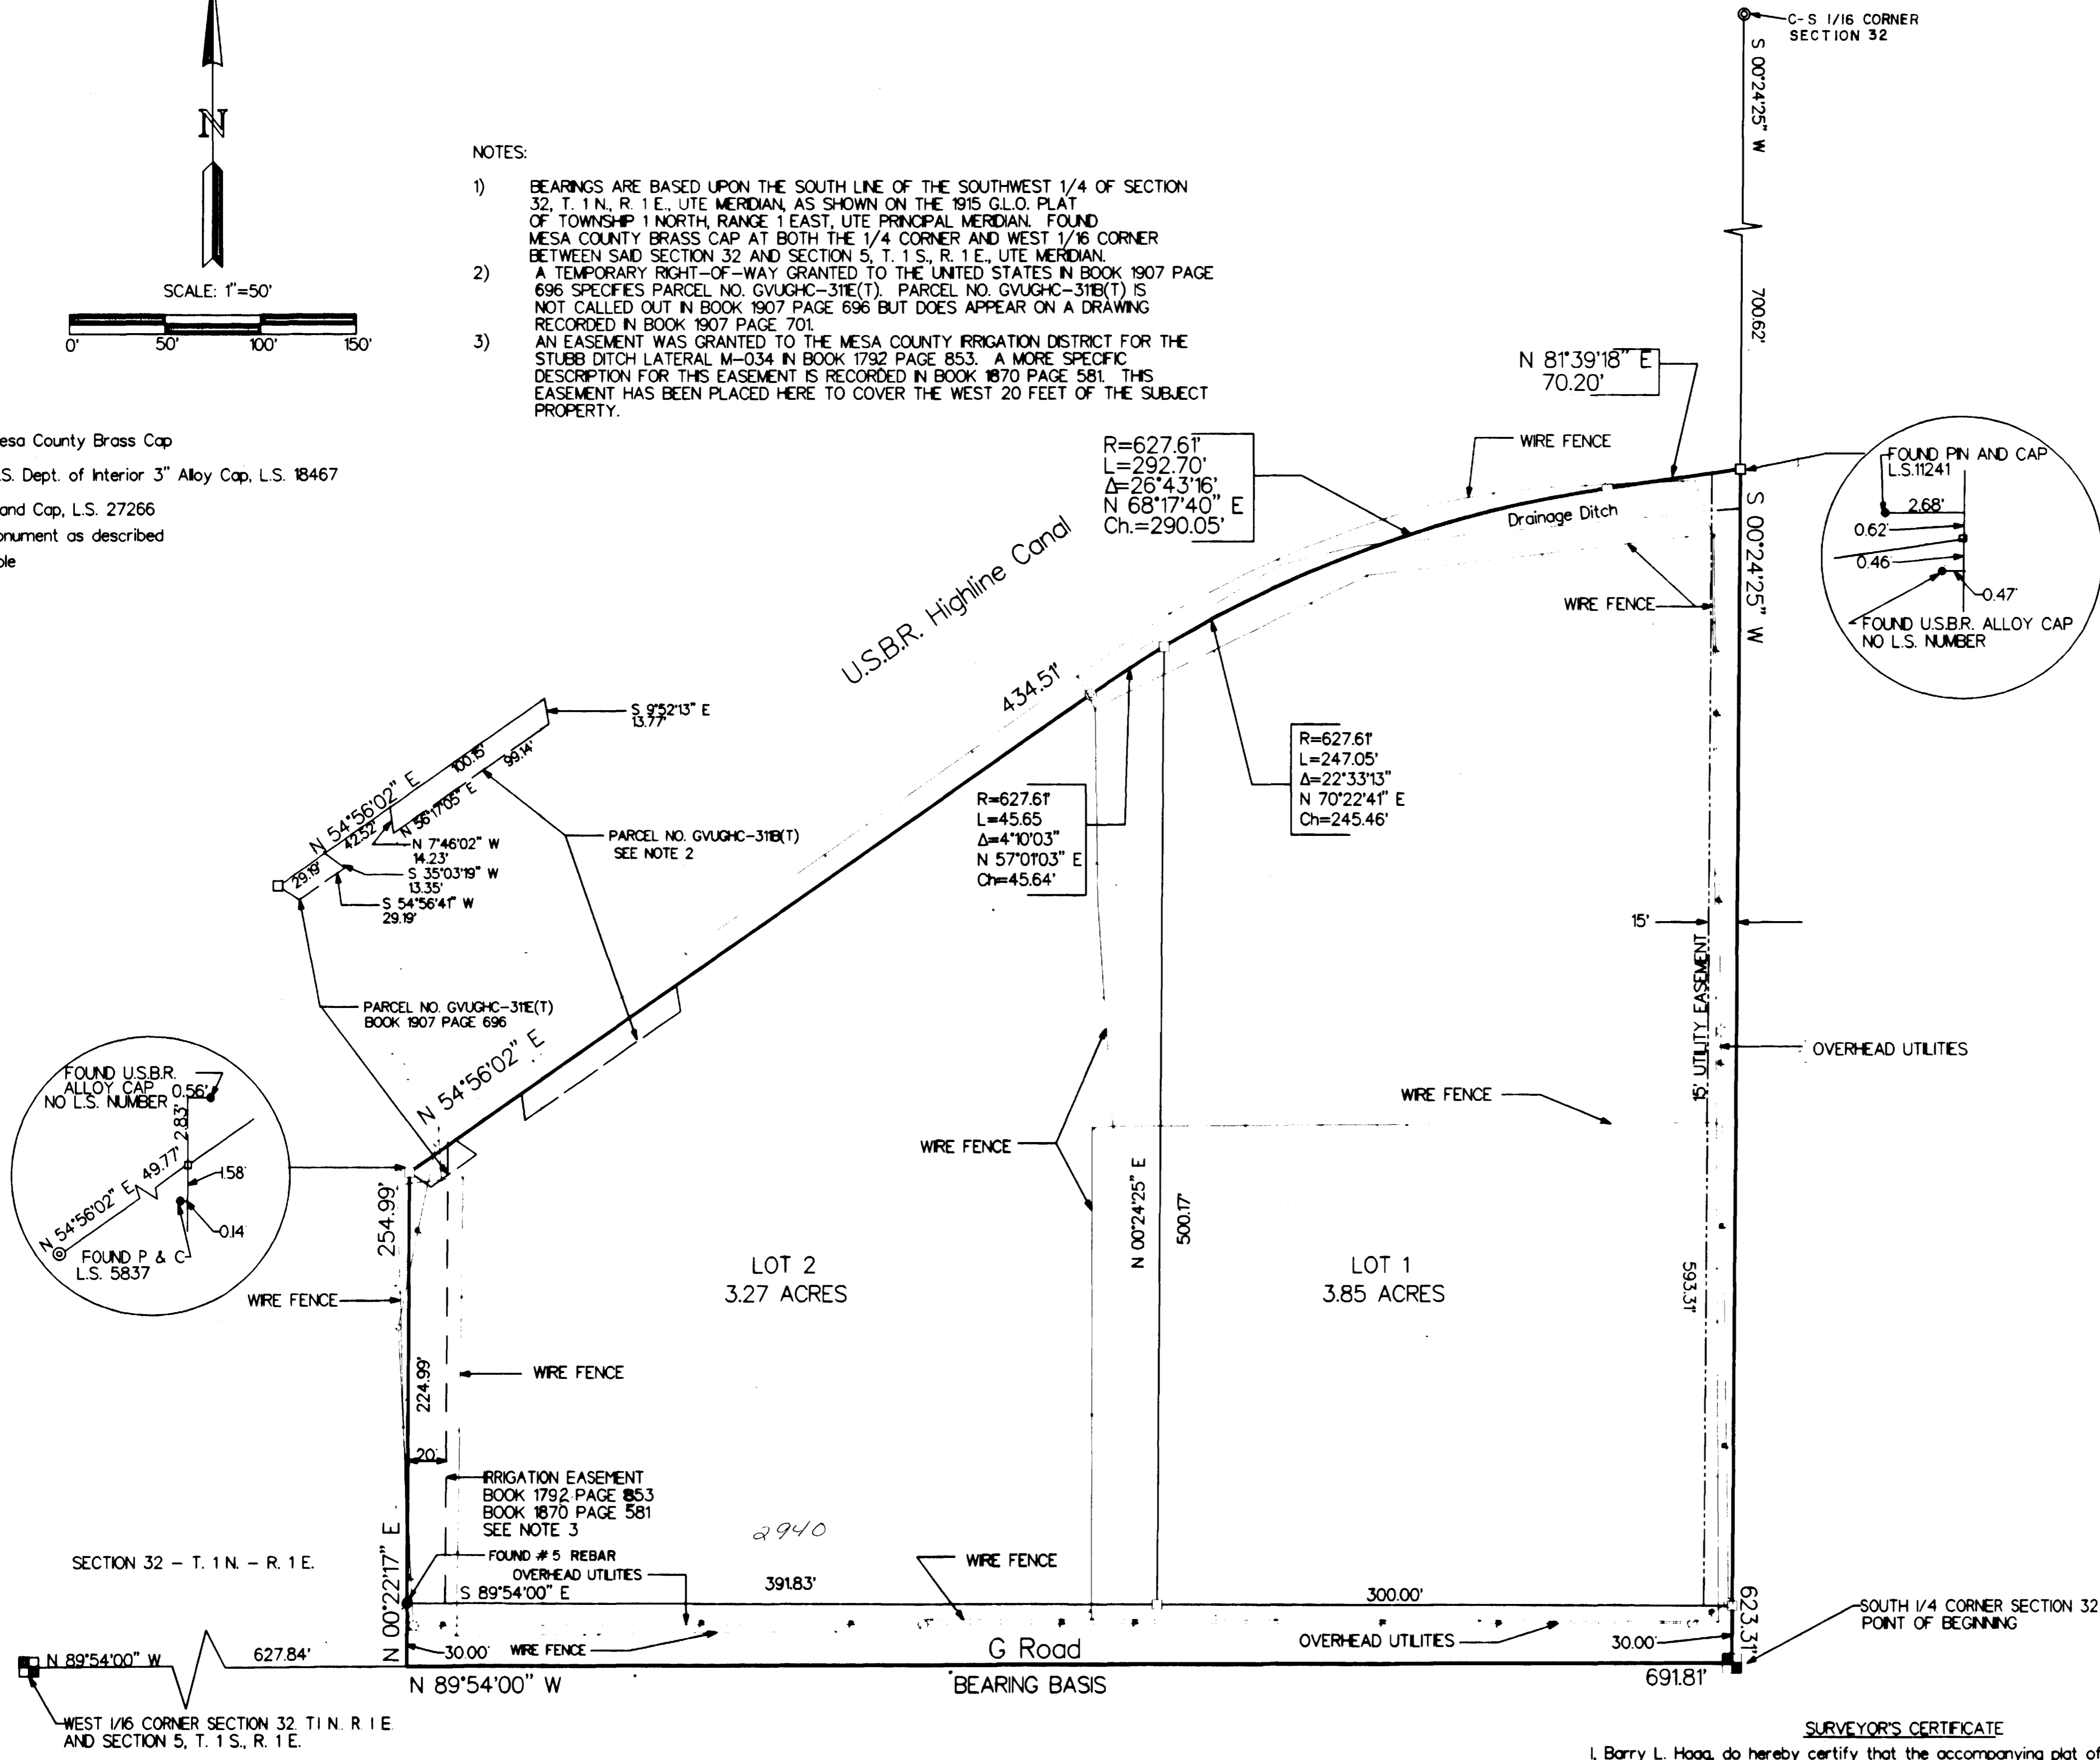 C-S 1/16 CORNER
SECTION 32
S 00°24'25" W
700.62'
N
SCALE: 1"=50'
0' 50' 100' 150'
NOTES:
1) BEARINGS ARE BASED UPON THE SOUTH LINE OF THE SOUTHWEST 1/4 OF SECTION
32, T. 1 N., R. 1 E., UTE MERIDIAN, AS SHOWN ON THE 1915 G.L.O. PLAT
OF TOWNSHIP 1 NORTH, RANGE 1 EAST, UTE PRINCIPAL MERIDIAN. FOUND
MESA COUNTY BRASS CAP AT BOTH THE 1/4 CORNER AND WEST 1/16 CORNER
BETWEEN SAID SECTION 32 AND SECTION 5, T. 1 S., R. 1 E., UTE MERIDIAN.
2) A TEMPORARY RIGHT-OF-WAY GRANTED TO THE UNITED STATES IN BOOK 1907 PAGE
696 SPECIFIES PARCEL NO. GVUGHC-311E(T). PARCEL NO. GVUGHC-311B(T) IS
NOT CALLED OUT IN BOOK 1907 PAGE 696 BUT DOES APPEAR ON A DRAWING
RECORDED IN BOOK 1907 PAGE 701.
3) AN EASEMENT WAS GRANTED TO THE MESA COUNTY IRRIGATION DISTRICT FOR THE
STUBB DITCH LATERAL M-034 IN BOOK 1792 PAGE 853. A MORE SPECIFIC
DESCRIPTION FOR THIS EASEMENT IS RECORDED IN BOOK 1870 PAGE 581. THIS
EASEMENT HAS BEEN PLACED HERE TO COVER THE WEST 20 FEET OF THE SUBJECT
PROPERTY.
esa County Brass Cap
.S. Dept. of Interior 3" Alloy Cap, L.S. 18467
and Cap, L.S. 27266
onument as described
ole
N 81°39'18" E
70.20'
R=627.61'
L=292.70'
Δ=26°43'16"
N 68°17'40" E
Ch.=290.05'
WIRE FENCE
Drainage Ditch
WIRE FENCE
S 00°24'25" W
FOUND PIN AND CAP
L.S.11241
2.68'
0.62'
0.46'
0.47'
FOUND U.S.B.R. ALLOY CAP
NO L.S. NUMBER
U.S.B.R. Highline Canal
434.51'
S 9°52'13" E
13.77'
100.15'
99.14'
N 54°56'02" E
N 56°17'05" E
42.52'
N 7°46'02" W
14.23'
29.19'
S 35°03'19" W
13.35'
S 54°56'41" W
29.19'
PARCEL NO. GVUGHC-311B(T)
SEE NOTE 2
R=627.61'
L=45.65
Δ=4°10'03"
N 57°01'03" E
Ch=45.64'
R=627.61'
L=247.05'
Δ=22°33'13"
N 70°22'41" E
Ch=245.46'
15'
15' UTILITY EASEMENT
OVERHEAD UTILITIES
PARCEL NO. GVUGHC-311E(T)
BOOK 1907 PAGE 696
N 54°56'02" E
FOUND U.S.B.R.
ALLOY CAP
NO L.S. NUMBER
0.56'
2.83'
49.77'
1.58'
N 54°56'02" E
0.14
FOUND P & C
L.S. 5837
WIRE FENCE
WIRE FENCE
WIRE FENCE
254.99'
N 00°24'25" E
500.17'
LOT 2
3.27 ACRES
LOT 1
3.85 ACRES
593.31'
WIRE FENCE
224.99'
20'
IRRIGATION EASEMENT
BOOK 1792 PAGE 853
BOOK 1870 PAGE 581
SEE NOTE 3
2940
FOUND #5 REBAR
OVERHEAD UTILITIES
WIRE FENCE
S 89°54'00" E
391.83'
300.00'
SECTION 32 - T. 1 N. - R. 1 E.
N 00°22'17" E
623.31'
SOUTH 1/4 CORNER SECTION 32
POINT OF BEGINNING
N 89°54'00" W
627.84'
30.00'
WIRE FENCE
G Road
OVERHEAD UTILITIES
30.00'
N 89°54'00" W
BEARING BASIS
691.81'
WEST 1/16 CORNER SECTION 32. T1 N.. R. 1 E.
AND SECTION 5, T. 1 S., R. 1 E.
SURVEYOR'S CERTIFICATE
I, Barry L. Haag, do hereby certify that the accompanying plat of